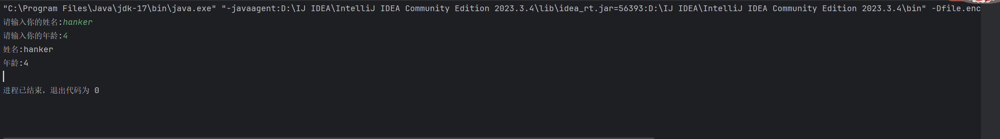 "C:\Program Files\Java\jdk-17\bin\java.exe" "-javaagent:D:\IJ IDEA\IntelliJ IDEA Community Edition 2023.3.4\lib\idea_rt.jar=56393:D:\IJ IDEA\IntelliJ IDEA Community Edition 2023.3.4\bin" -Dfile.enc
请输入你的姓名:hanker
请输入你的年龄:4
姓名:hanker
年龄:4
进程已结束，退出代码为 0